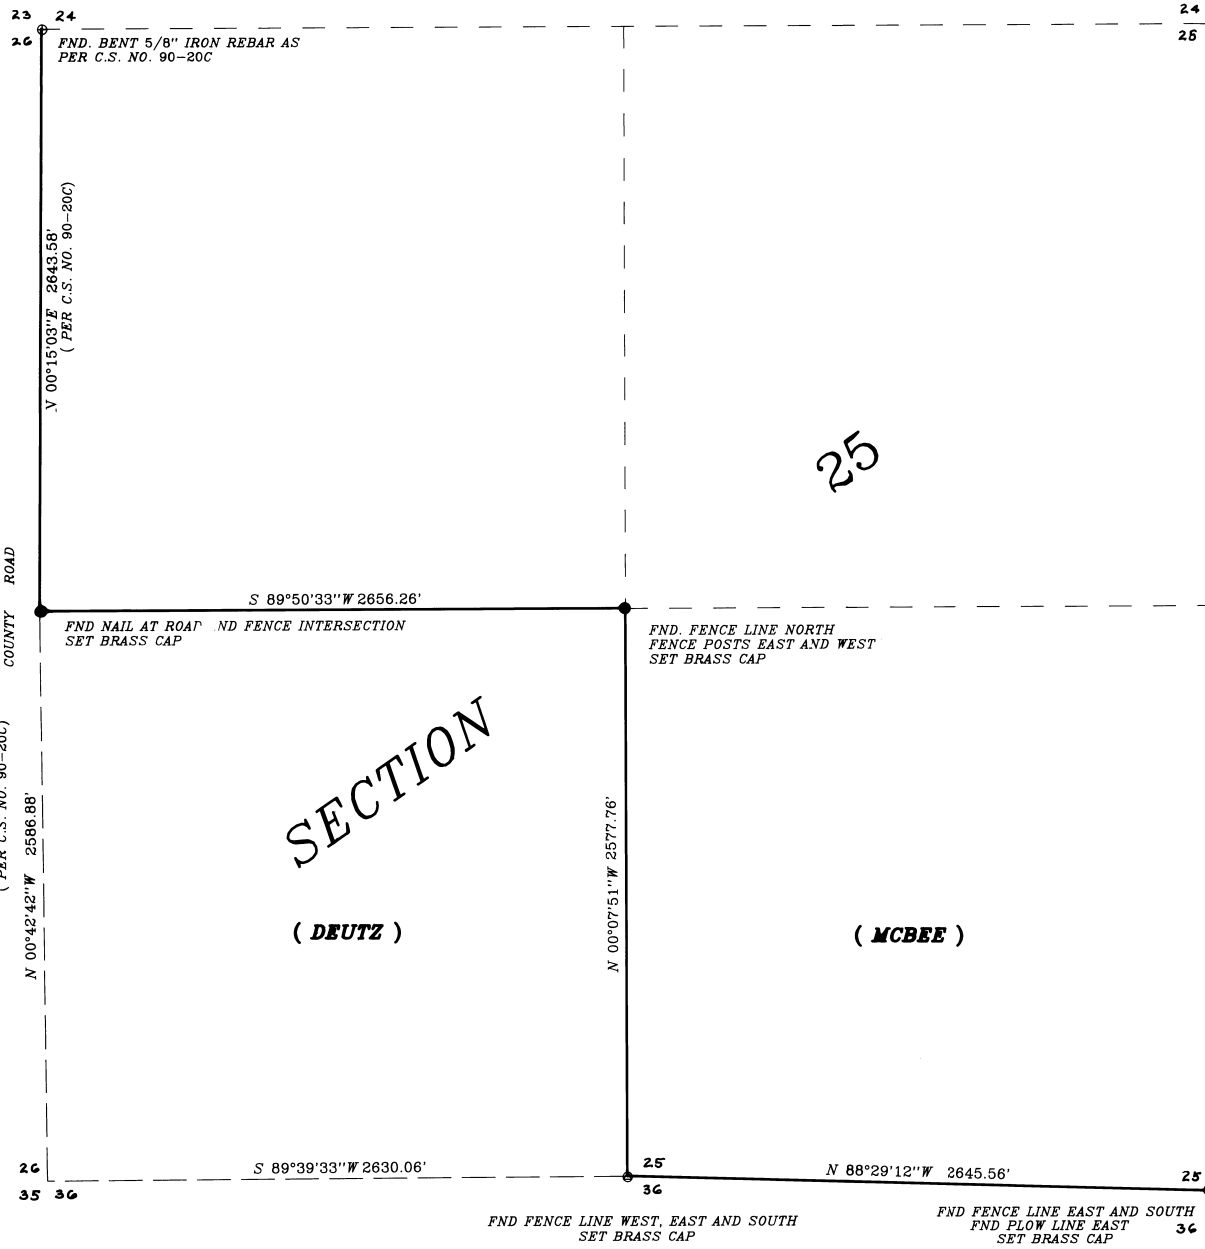 23 24
24
26
25
FND. BENT 5/8" IRON REBAR AS
PER C.S. NO. 90-20C
N 00°15'03"E 2643.58'
( PER C.S. NO. 90-20C)
25
COUNTY ROAD
S 89°50'33"W 2656.26'
FND NAIL AT ROAD ND FENCE INTERSECTION
SET BRASS CAP
FND. FENCE LINE NORTH
FENCE POSTS EAST AND WEST
SET BRASS CAP
SECTION
( PER C.S. NO. 90-20C)
N 00°42'42"W 2586.88'
N 00°07'51"W 2577.76'
( DEUTZ )
( MCBEE )
26
35 36
S 89°39'33"W 2630.06'
25
36
N 88°29'12"W 2645.56'
25
36
FND FENCE LINE WEST, EAST AND SOUTH
SET BRASS CAP
FND FENCE LINE EAST AND SOUTH
FND PLOW LINE EAST
SET BRASS CAP